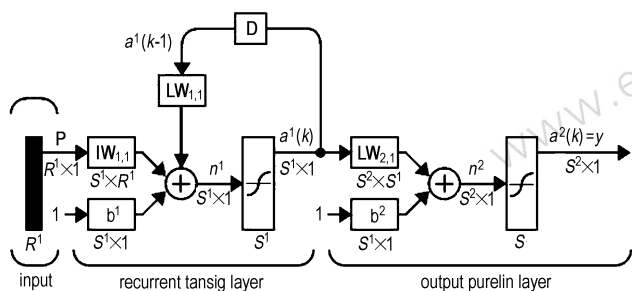 D
a¹(k-1)
LW₁,₁
a¹(k)
a²(k)=y
P
IW₁,₁
n¹
LW₂,₁
n²
R¹×1
S¹×R¹
S¹×1
S¹×1
S²×S¹
S²×1
S²×1
1
b¹
1
b²
R¹
S¹×1
S¹
S¹×1
S
input
recurrent tansig layer
output purelin layer
www.e